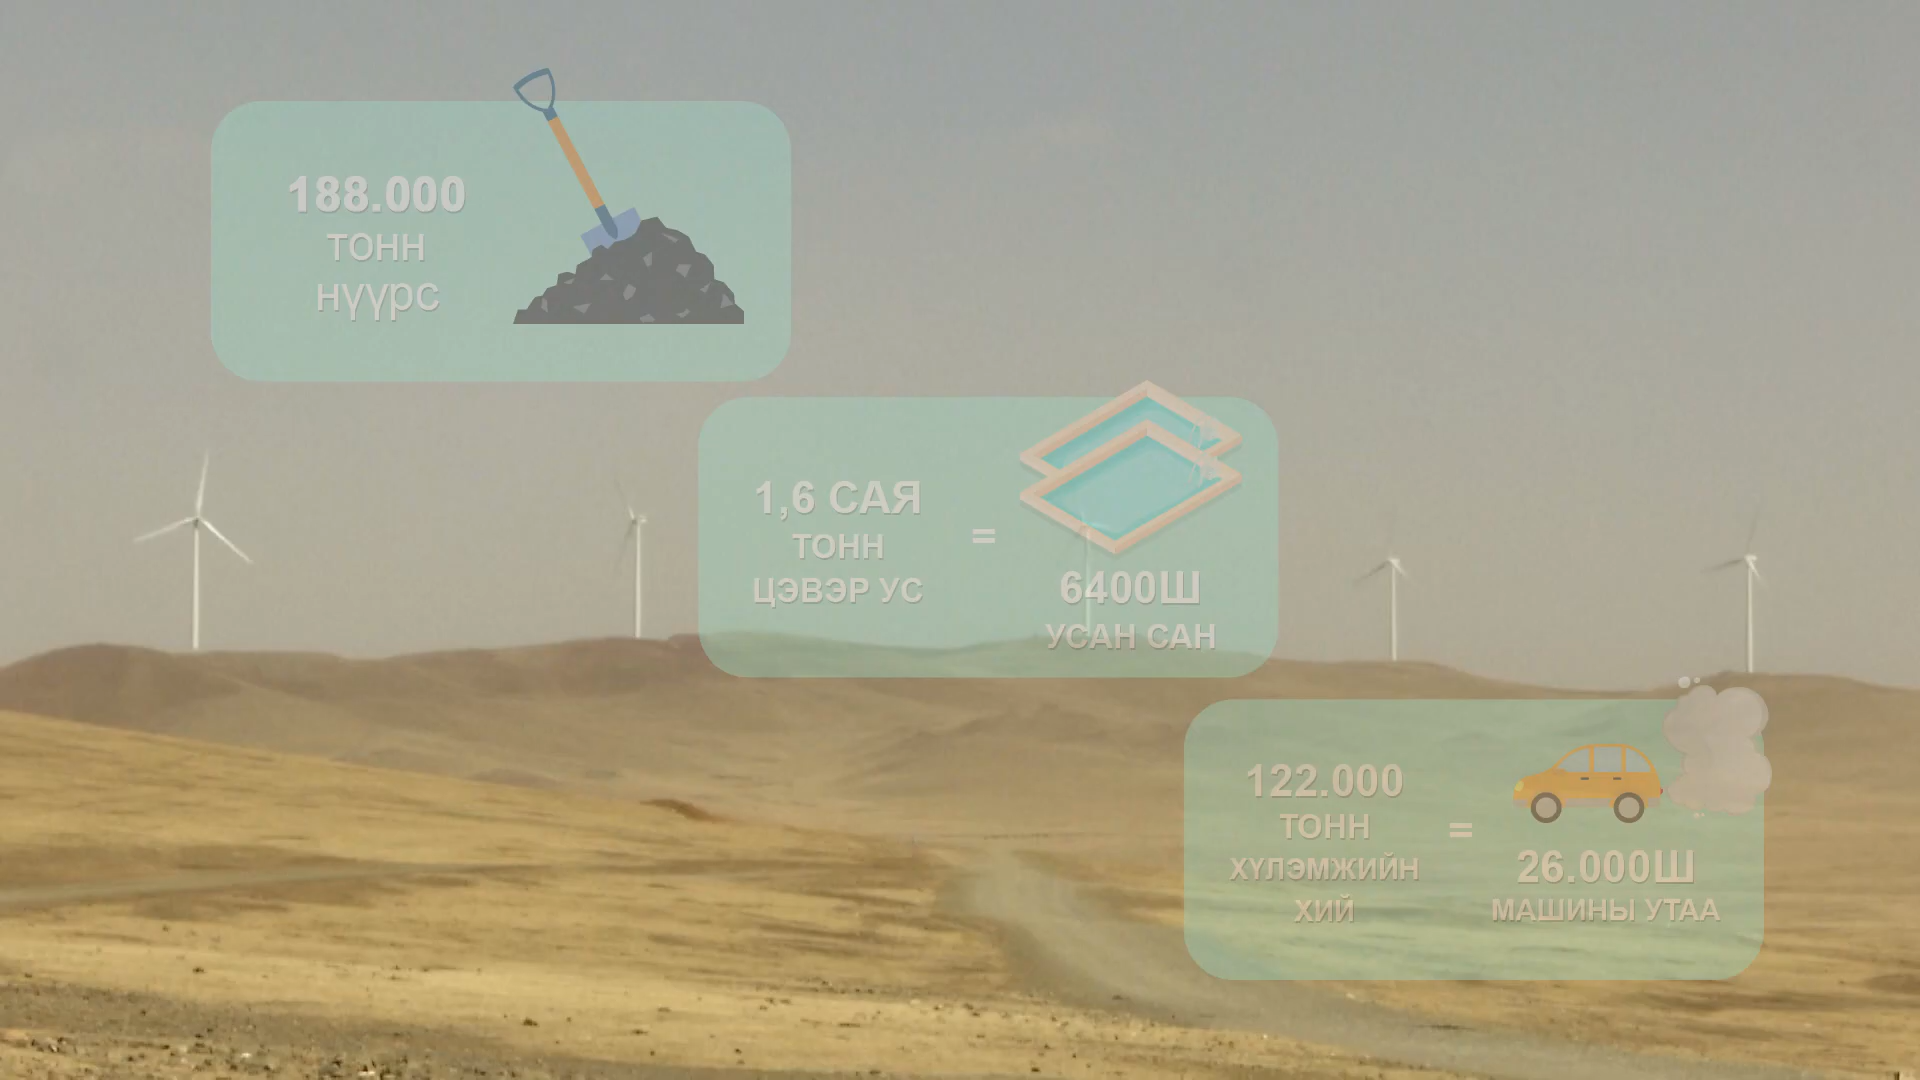 188.000
ТОНН
нүүрс
1,6 САЯ
ТОНН
ЦЭВЭР УС
=
6400Ш
УСАН САН
122.000
ТОНН
ХҮЛЭМЖИЙН
ХИЙ
=
26.000Ш
МАШИНЫ УТАА